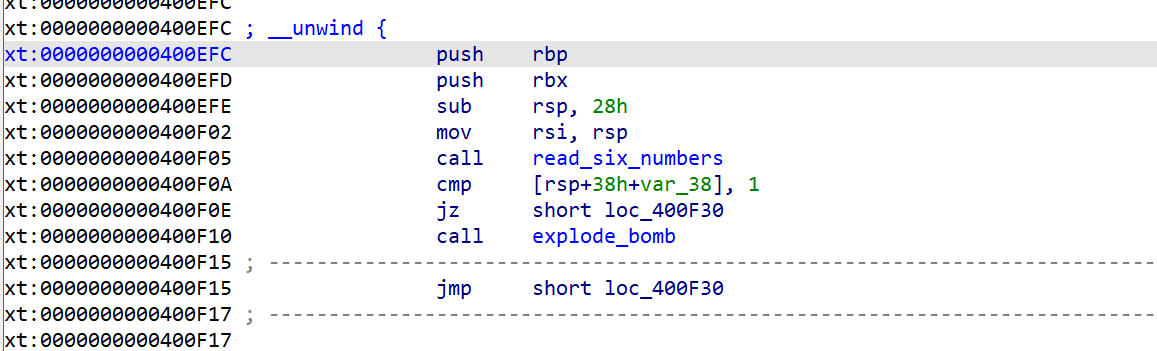 xt:0000000000400EFC
xt:0000000000400EFC ; __unwind {
xt:0000000000400EFC push rbp
xt:0000000000400EFD push rbx
xt:0000000000400EFE sub rsp, 28h
xt:0000000000400F02 mov rsi, rsp
xt:0000000000400F05 call read_six_numbers
xt:0000000000400F0A cmp [rsp+38h+var_38], 1
xt:0000000000400F0E jz short loc_400F30
xt:0000000000400F10 call explode_bomb
xt:0000000000400F15 ; ---------------------------------------------------------------------------
xt:0000000000400F15 jmp short loc_400F30
xt:0000000000400F17 ; ---------------------------------------------------------------------------
xt:0000000000400F17